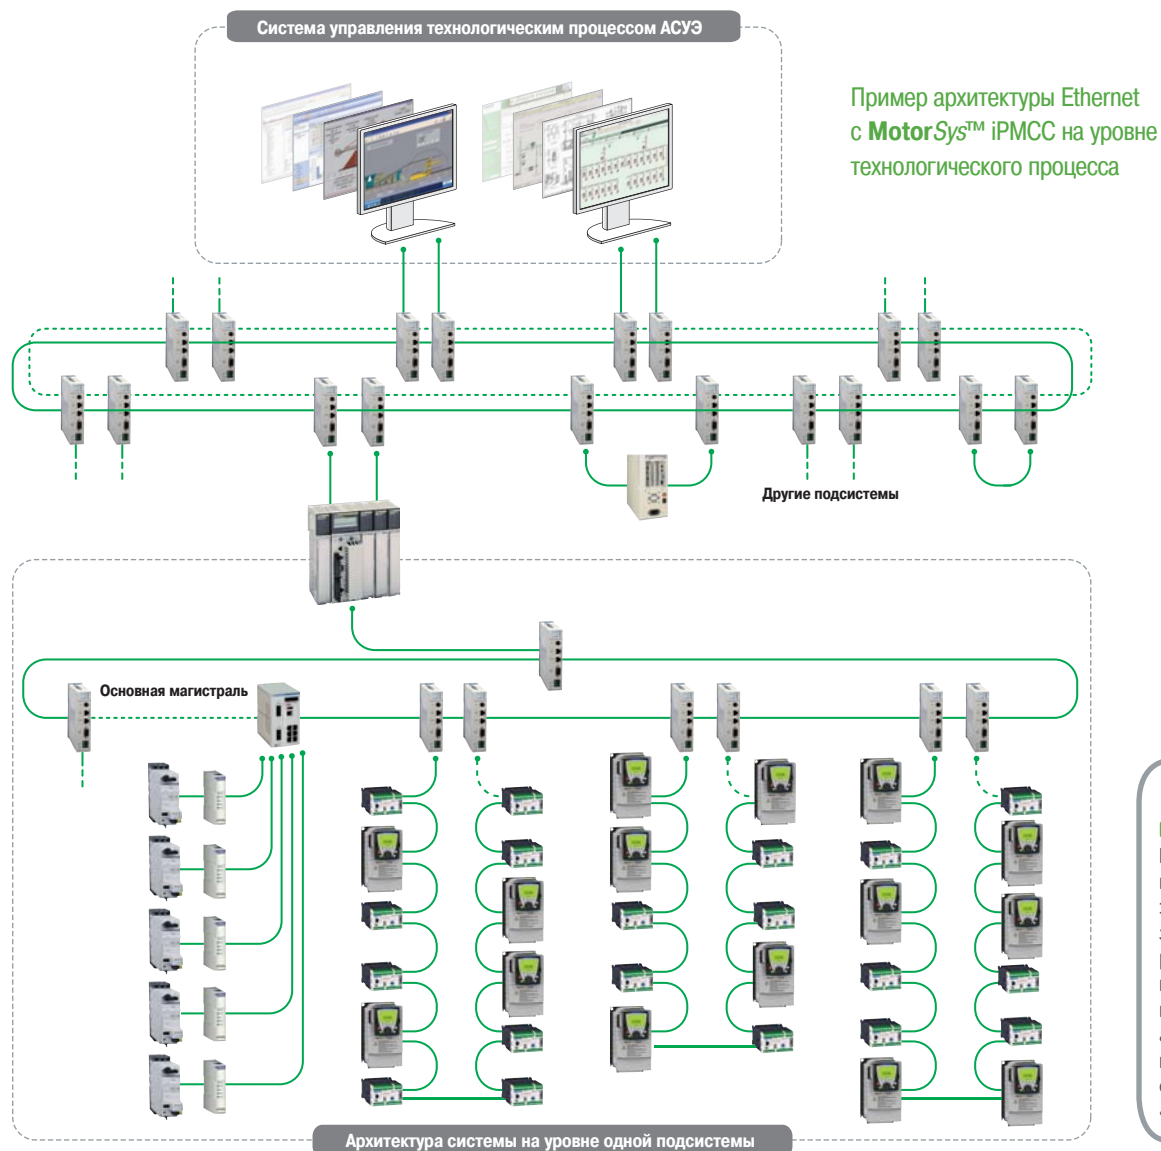 Система управления технологическим процессом АСУЭ
Пример архитектуры Ethernet
с MotorSys™ iPMCC на уровне
технологического процесса
Другие подсистемы
Основная магистраль
Архитектура системы на уровне одной подсистемы